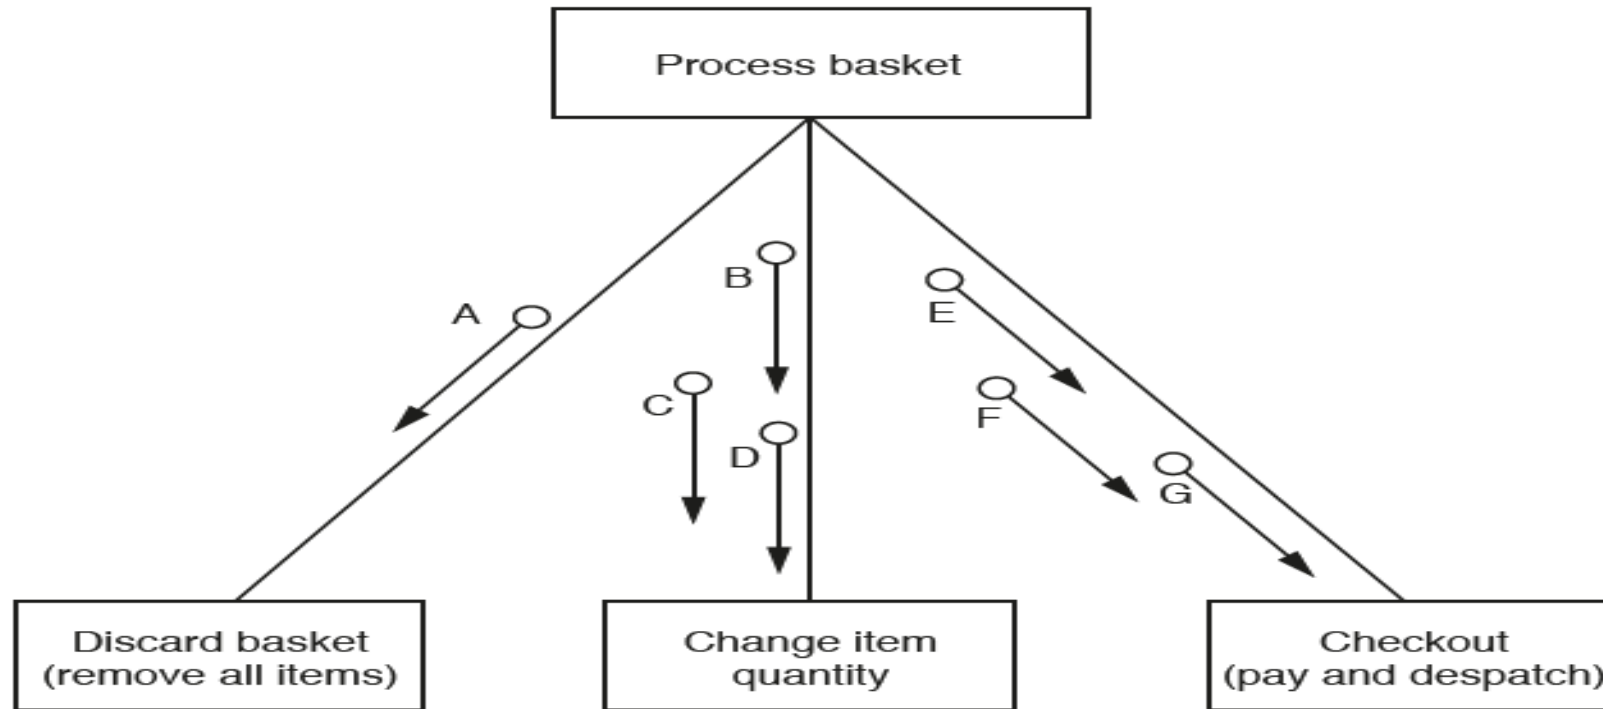 Process basket
A
B
C
D
E
F
G
Discard basket
(remove all items)
Change item
quantity
Checkout
(pay and despatch)